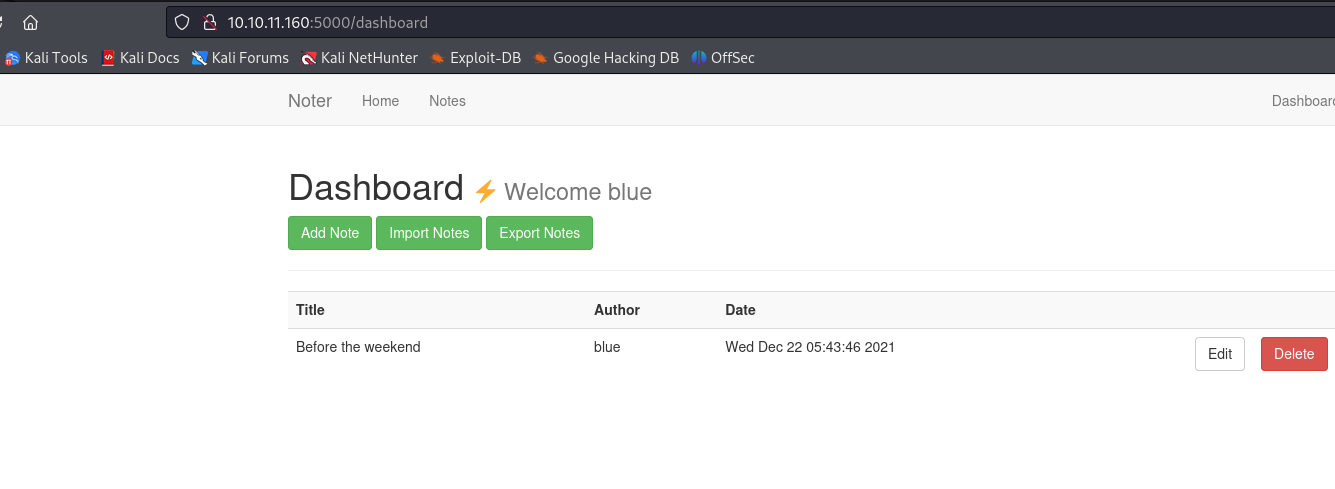 10.10.11.160:5000/dashboard
Kali Tools Kali Docs Kali Forums Kali NetHunter Exploit-DB Google Hacking DB OffSec
Noter Home Notes Dashboard
Dashboard ⚡ Welcome blue
Add Note Import Notes Export Notes
Title Author Date
Before the weekend blue Wed Dec 22 05:43:46 2021 Edit Delete